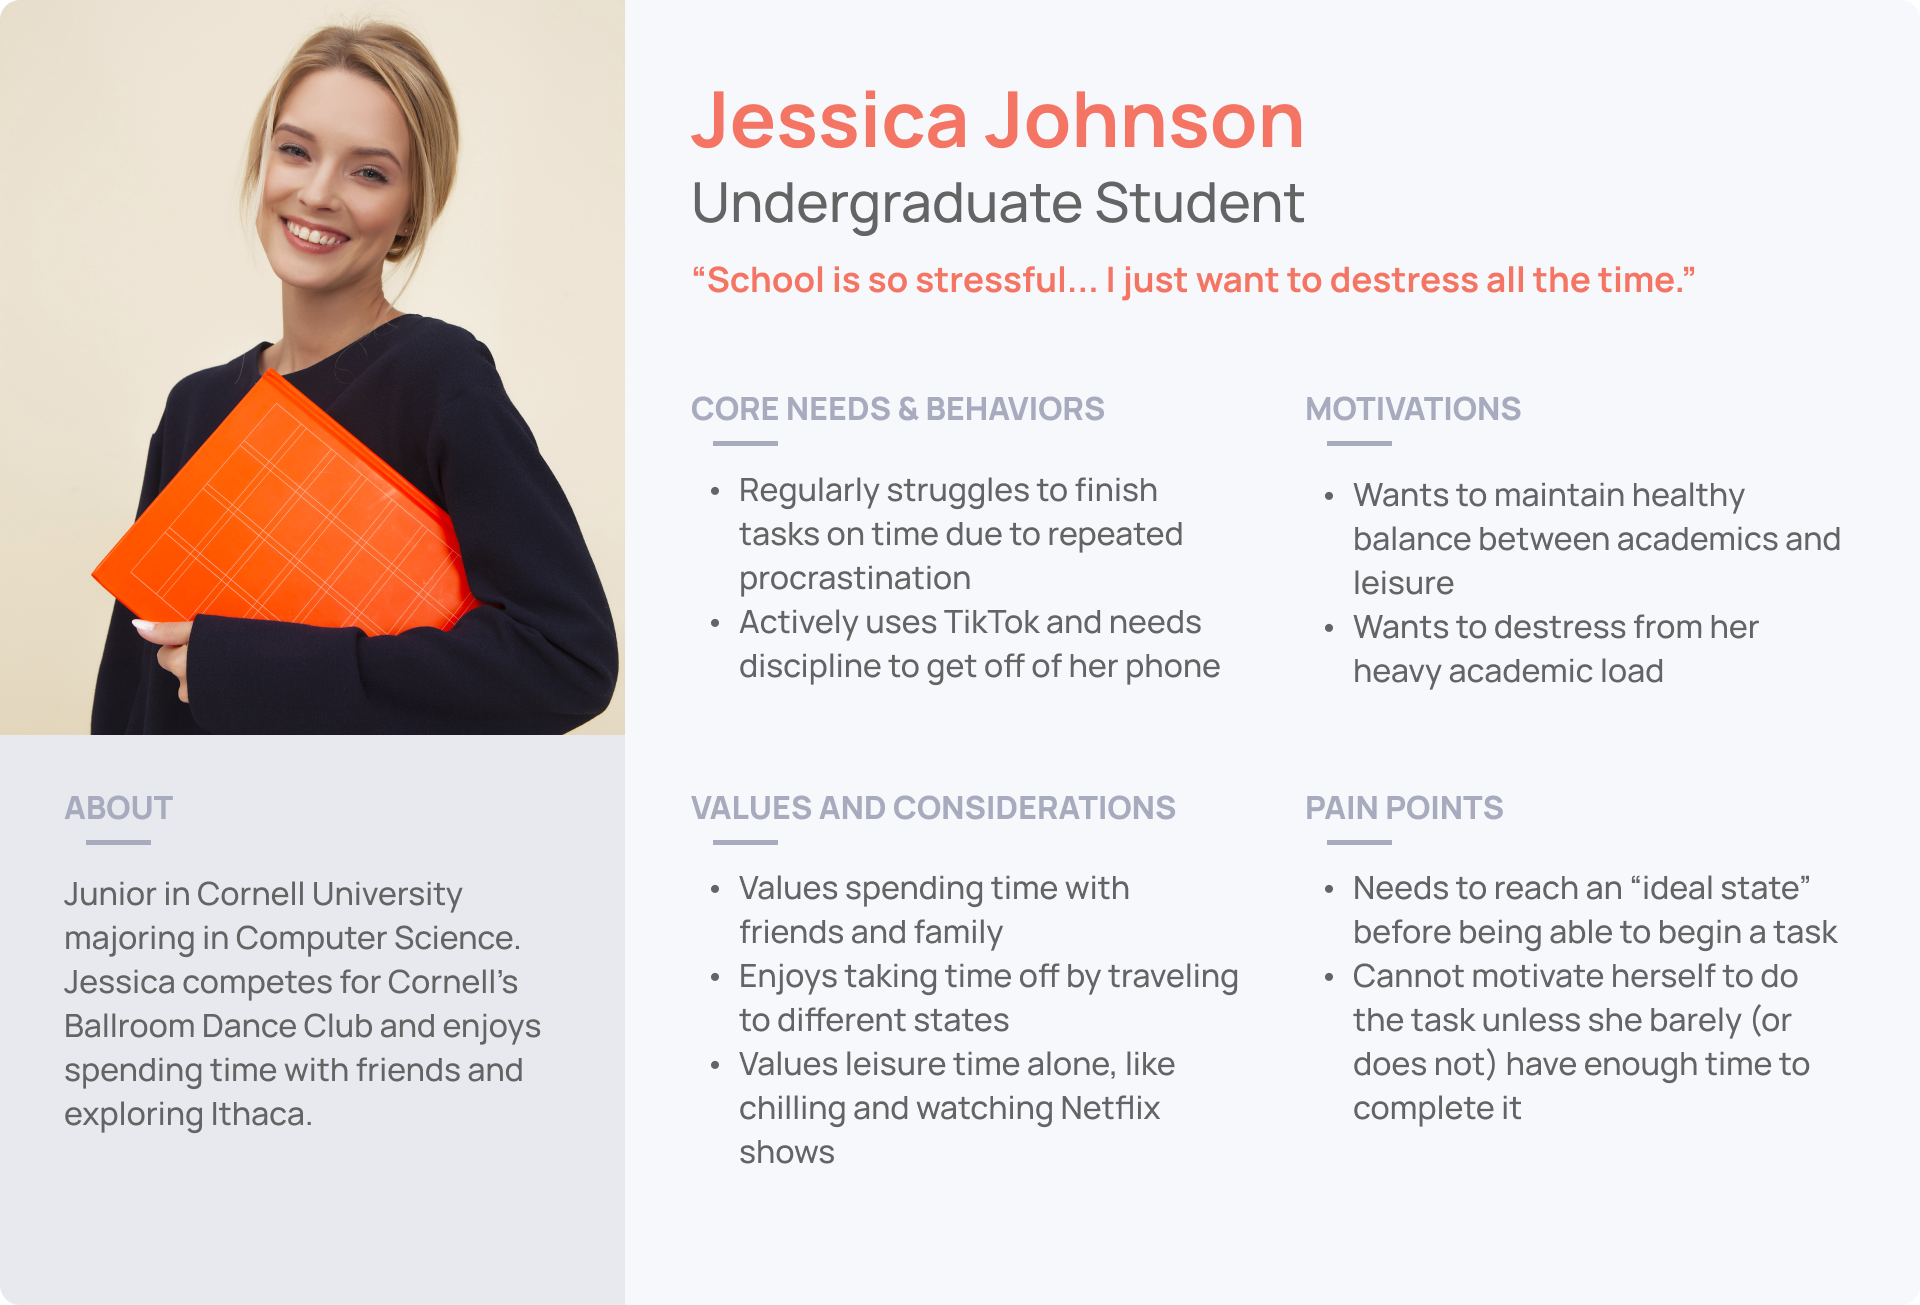 Jessica Johnson
Undergraduate Student
“School is so stressful... I just want to destress all the time.”
CORE NEEDS & BEHAVIORS
• Regularly struggles to finish
tasks on time due to repeated
procrastination
• Actively uses TikTok and needs
discipline to get off of her phone
MOTIVATIONS
• Wants to maintain healthy
balance between academics and
leisure
• Wants to destress from her
heavy academic load
ABOUT
Junior in Cornell University
majoring in Computer Science.
Jessica competes for Cornell’s
Ballroom Dance Club and enjoys
spending time with friends and
exploring Ithaca.
VALUES AND CONSIDERATIONS
• Values spending time with
friends and family
• Enjoys taking time off by traveling
to different states
• Values leisure time alone, like
chilling and watching Netflix
shows
PAIN POINTS
• Needs to reach an “ideal state”
before being able to begin a task
• Cannot motivate herself to do
the task unless she barely (or
does not) have enough time to
complete it